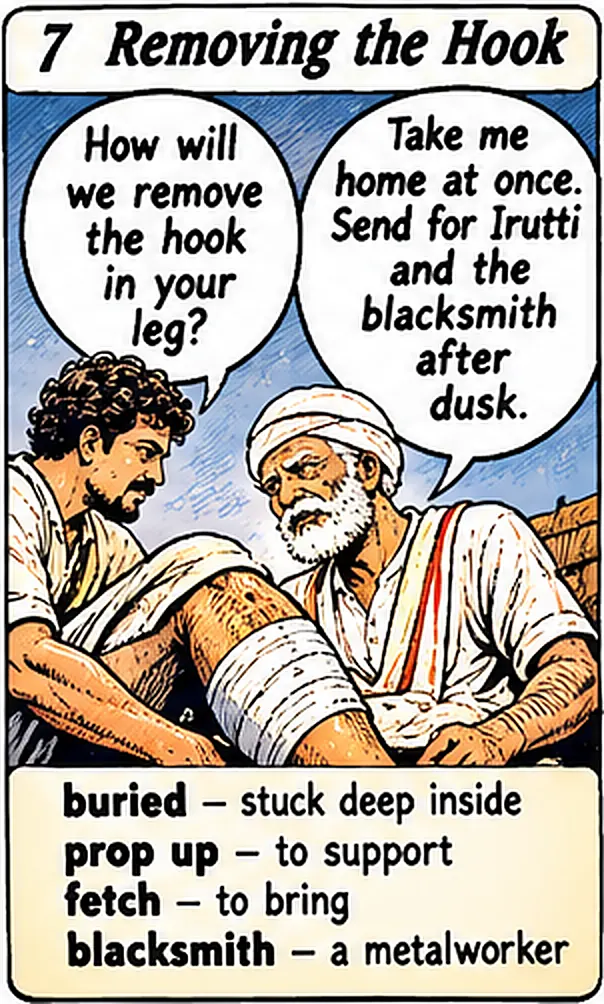 7 Removing the Hook
How will
we remove
the hook
in your
leg?
Take me
home at once.
Send for Irutti
and the
blacksmith
after
dusk.
buried – stuck deep inside
prop up – to support
fetch – to bring
blacksmith – a metalworker